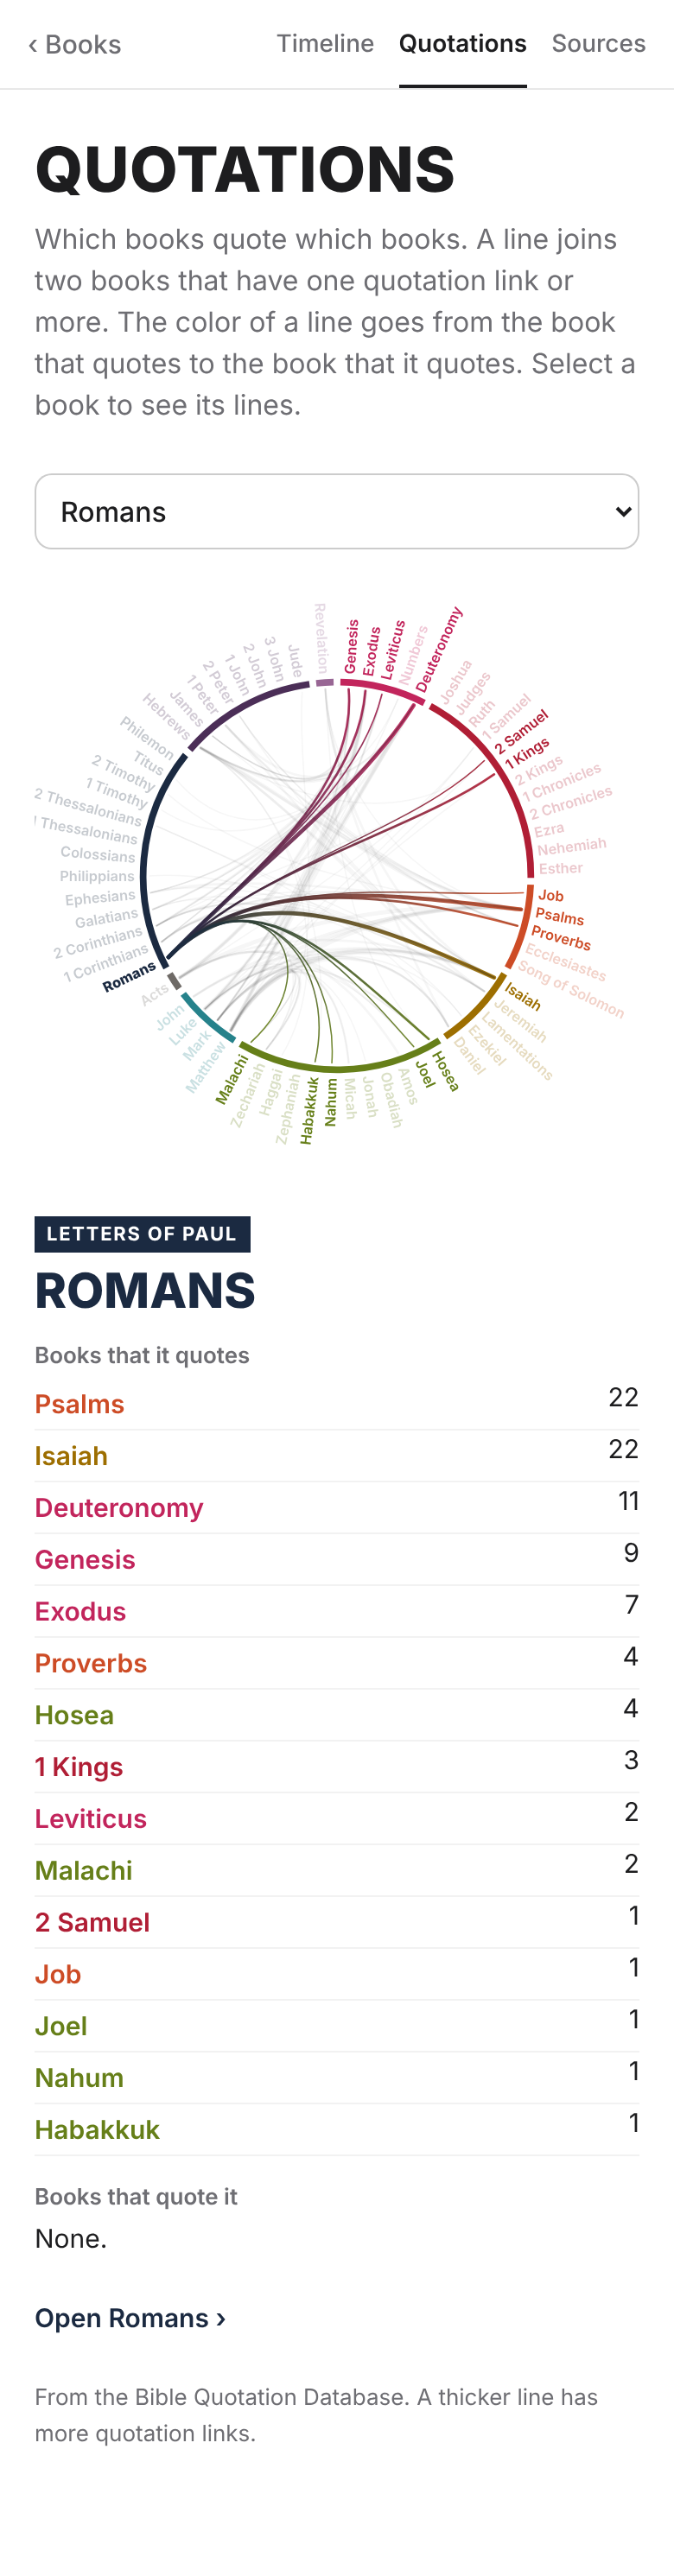 ‹ Books
Timeline
Quotations
Sources
QUOTATIONS
Which books quote which books. A line joins
two books that have one quotation link or
more. The color of a line goes from the book
that quotes to the book that it quotes. Select a
book to see its lines.
Romans
Genesis
Exodus
Leviticus
Numbers
Deuteronomy
Joshua
Judges
Ruth
1 Samuel
2 Samuel
1 Kings
2 Kings
1 Chronicles
2 Chronicles
Ezra
Nehemiah
Esther
Job
Psalms
Proverbs
Ecclesiastes
Song of Solomon
Isaiah
Jeremiah
Lamentations
Ezekiel
Daniel
Hosea
Joel
Amos
Obadiah
Jonah
Micah
Nahum
Habakkuk
Zephaniah
Haggai
Zechariah
Malachi
Matthew
Mark
Luke
John
Acts
Romans
1 Corinthians
2 Corinthians
Galatians
Ephesians
Philippians
Colossians
Thessalonians
2 Thessalonians
1 Timothy
2 Timothy
Titus
Philemon
Hebrews
James
1 Peter
2 Peter
1 John
2 John
3 John
Jude
Revelation
LETTERS OF PAUL
ROMANS
Books that it quotes
Psalms 22
Isaiah 22
Deuteronomy 11
Genesis 9
Exodus 7
Proverbs 4
Hosea 4
1 Kings 3
Leviticus 2
Malachi 2
2 Samuel 1
Job 1
Joel 1
Nahum 1
Habakkuk 1
Books that quote it
None.
Open Romans ›
From the Bible Quotation Database. A thicker line has
more quotation links.